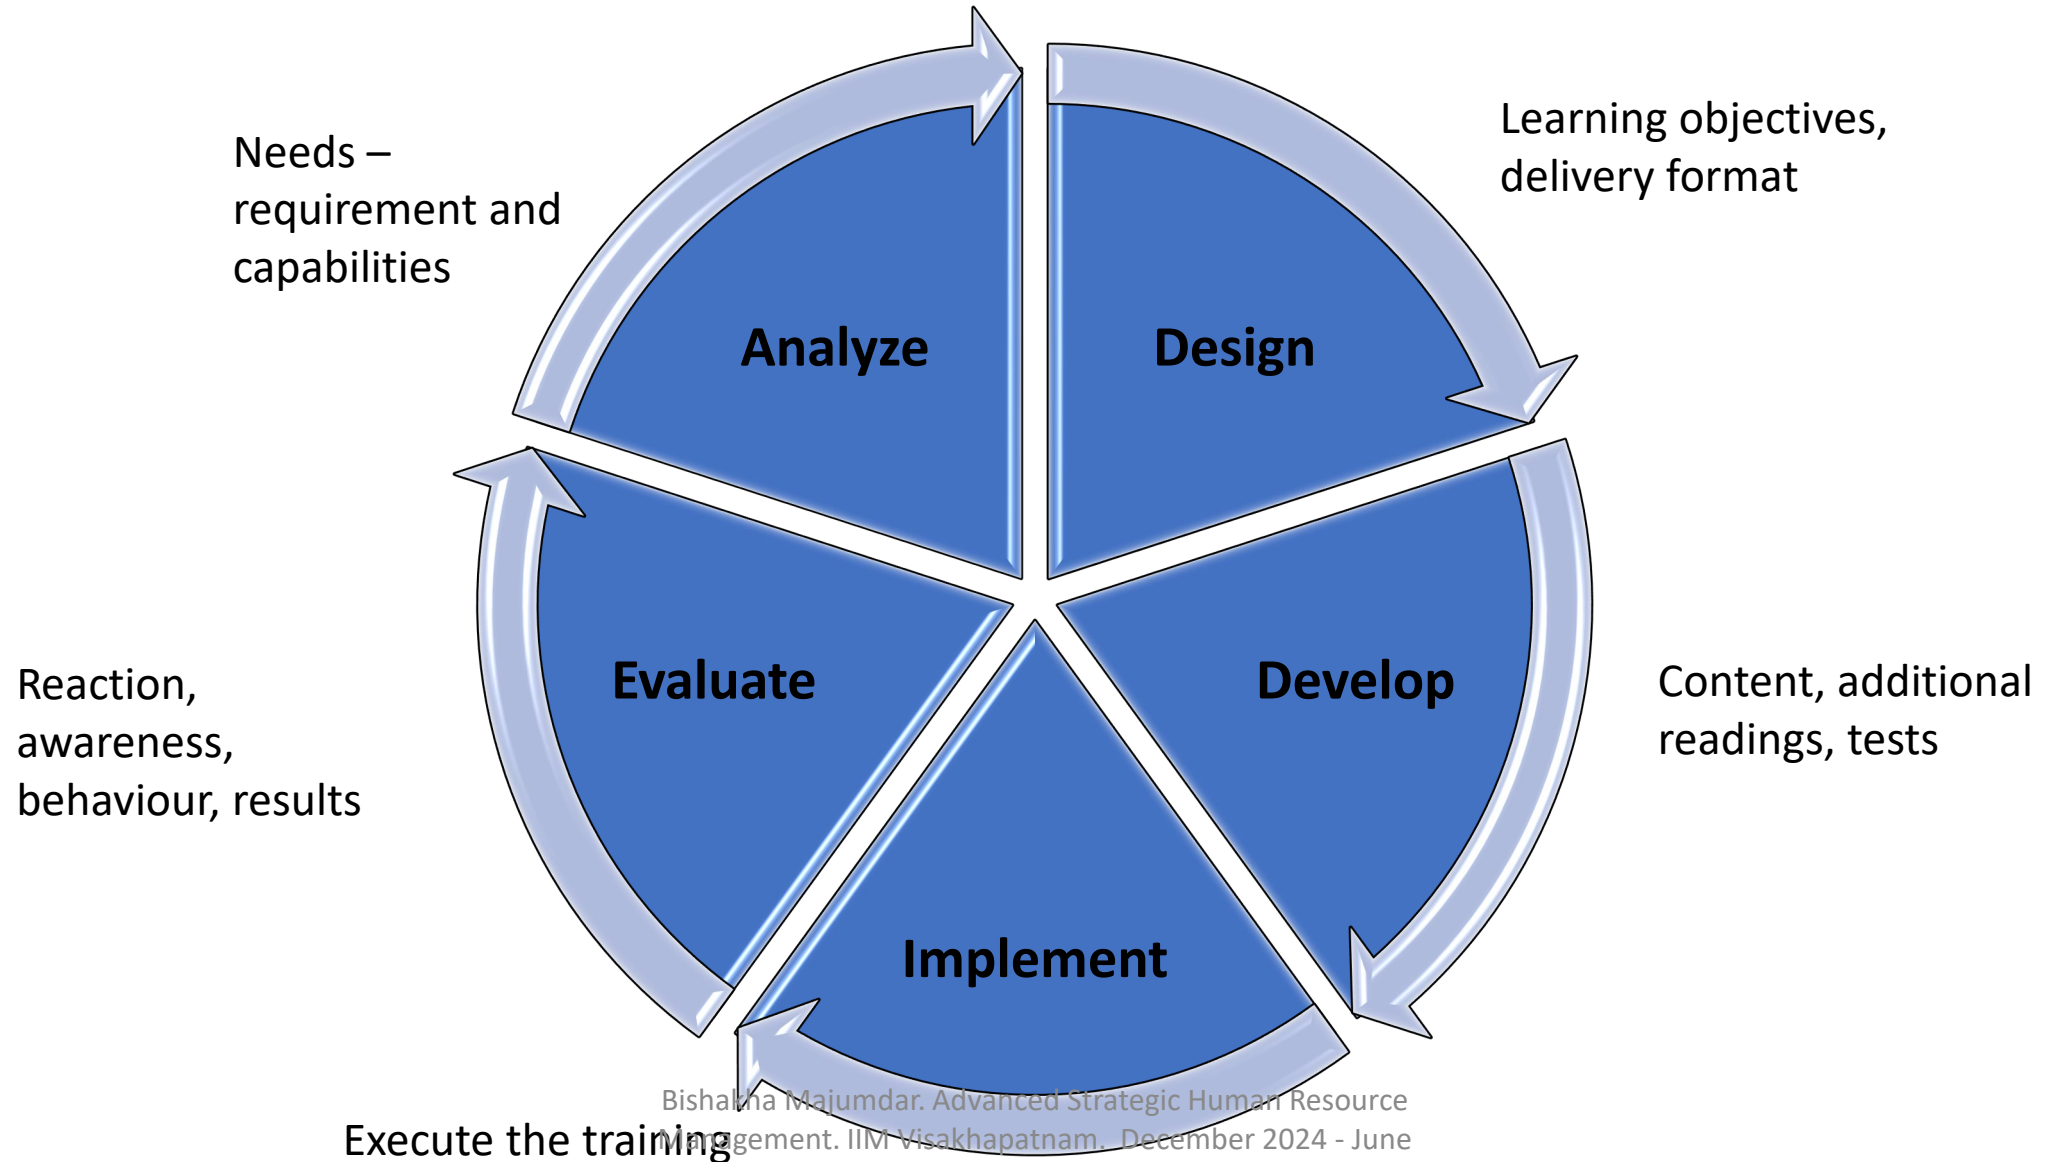 Needs –
requirement and
capabilities
Learning objectives,
delivery format
Analyze
Design
Reaction,
awareness,
behaviour, results
Evaluate
Develop
Content, additional
readings, tests
Implement
Execute the training
Bishakha Majumdar. Advanced Strategic Human Resource
Management. IIM Visakhapatnam.  December 2024 - June